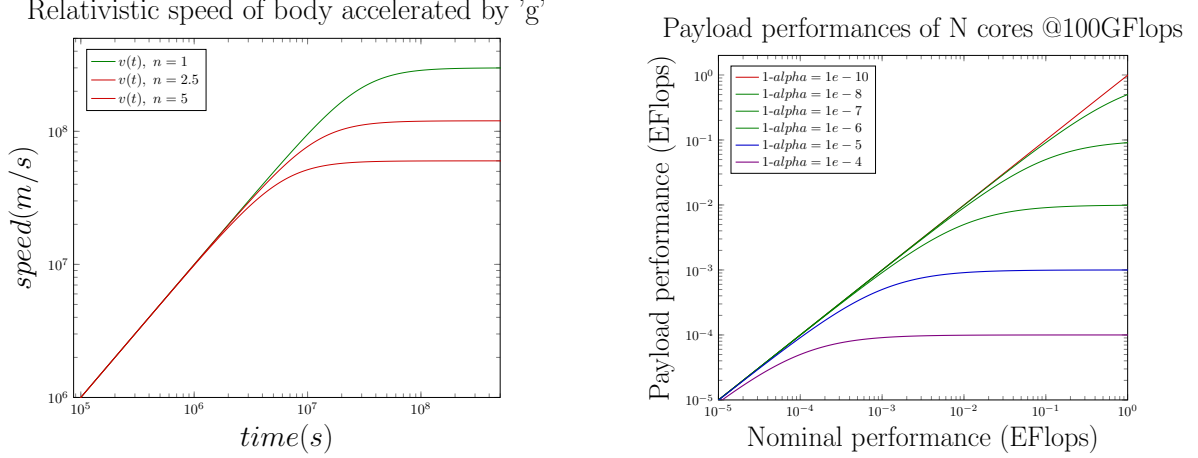 Relativistic speed of body accelerated by 'g'
v(t), n = 1
v(t), n = 2.5
v(t), n = 5
10^8
10^7
10^6
speed(m/s)
10^5 10^6 10^7 10^8
time(s)
Payload performances of N cores @100GFlops
1-alpha = 1e − 10
1-alpha = 1e − 8
1-alpha = 1e − 7
1-alpha = 1e − 6
1-alpha = 1e − 5
1-alpha = 1e − 4
10^0
10^−1
10^−2
10^−3
10^−4
10^−5
Payload performance (EFlops)
10^−5 10^−4 10^−3 10^−2 10^−1 10^0
Nominal performance (EFlops)